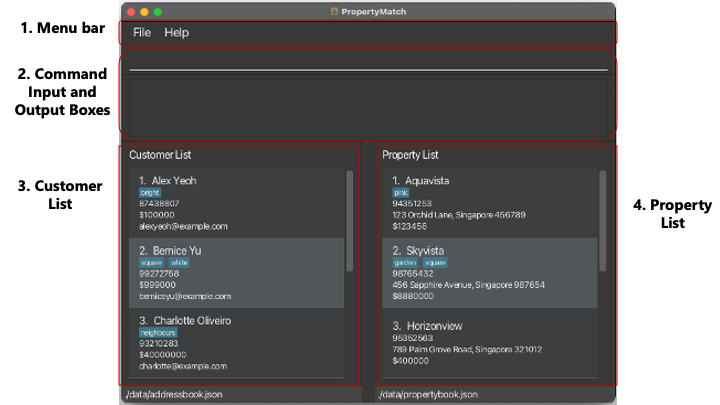 PropertyMatch
1. Menu bar
File Help
2. Command
Input and
Output Boxes
Customer List
3. Customer
List
1. Alex Yeoh
bright
87438807
$100000
alexyeoh@example.com
2. Bernice Yu
square white
99272758
$999000
berniceyu@example.com
3. Charlotte Oliveiro
neighbours
93210283
$40000000
charlotte@example.com
./data/addressbook.json
Property List
4. Property
List
1. Aquavista
pink
94351253
123 Orchid Lane, Singapore 456789
$123456
2. Skyvista
garden square
98765432
456 Sapphire Avenue, Singapore 987654
$8880000
3. Horizonview
95352563
789 Palm Grove Road, Singapore 321012
$400000
./data/propertybook.json